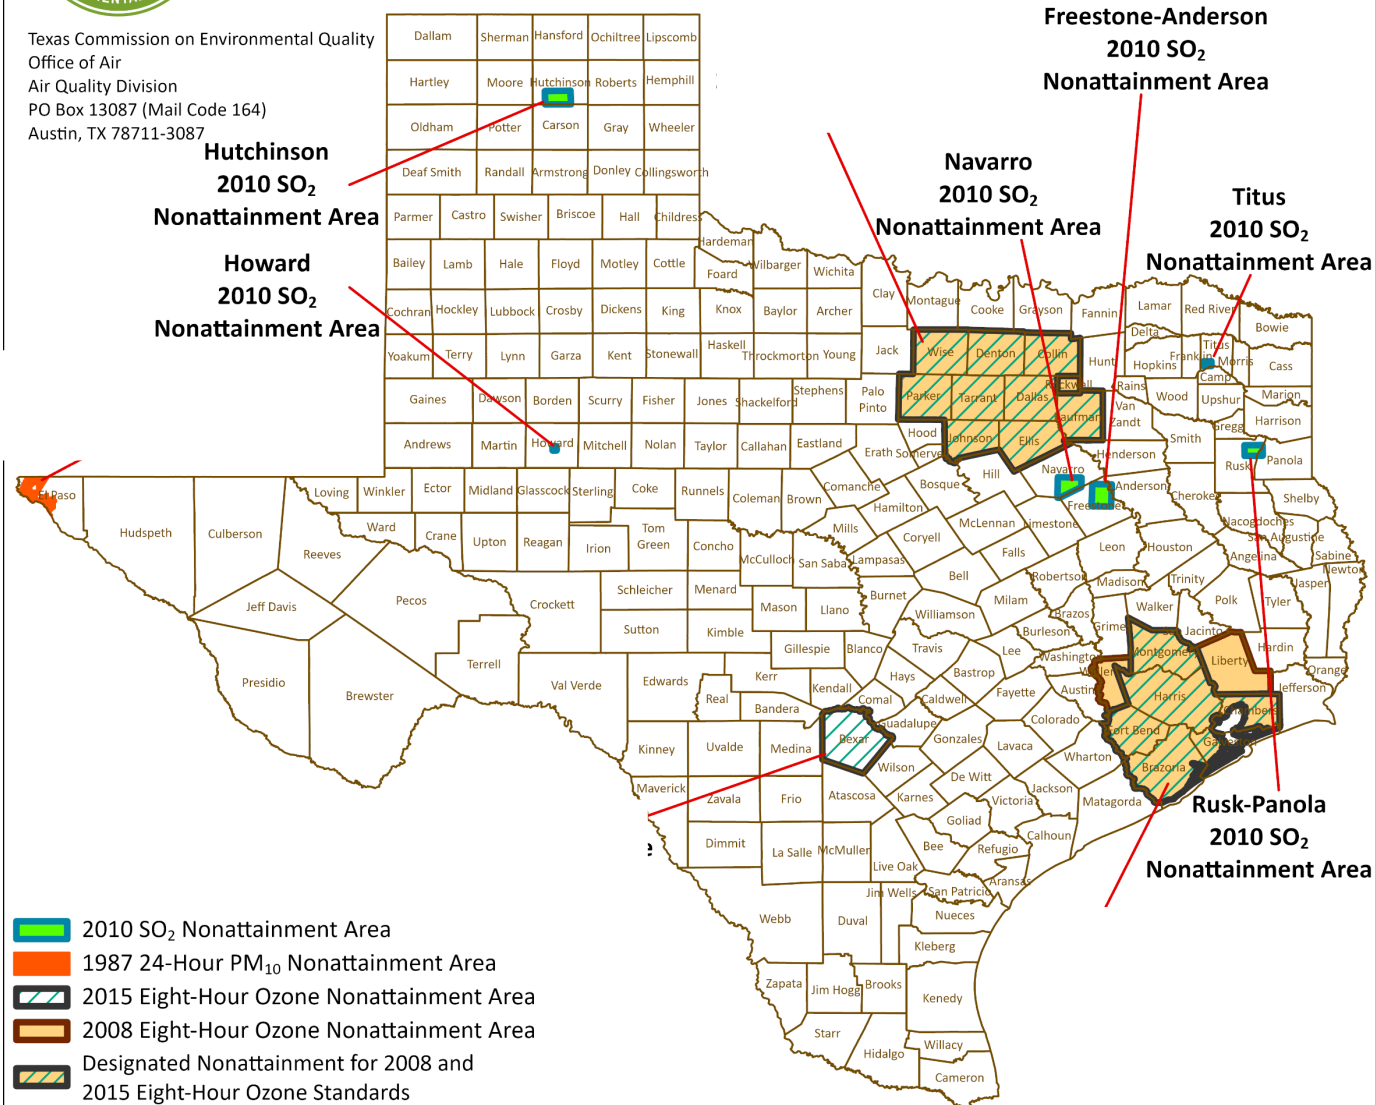 Texas Commission on Environmental Quality
Office of Air
Air Quality Division
PO Box 13087 (Mail Code 164)
Austin, TX 78711-3087
Freestone-Anderson
2010 SO₂
Nonattainment Area
Hutchinson
2010 SO₂
Nonattainment Area
Navarro
2010 SO₂
Nonattainment Area
Titus
2010 SO₂
Nonattainment Area
Howard
2010 SO₂
Nonattainment Area
Dallam Sherman Hansford Ochiltree Lipscomb
Hartley Moore Hutchinson Roberts Hemphill
Oldham Potter Carson Gray Wheeler
Deaf Smith Randall Armstrong Donley Collingsworth
Parmer Castro Swisher Briscoe Hall Childress
Hardeman
Bailey Lamb Hale Floyd Motley Cottle Foard Wilbarger Wichita
Clay Montague Cooke Grayson Fannin Lamar Red River Bowie
Cochran Hockley Lubbock Crosby Dickens King Knox Baylor Archer
Delta Titus
Yoakum Terry Lynn Garza Kent Stonewall Haskell Throckmorton Young Jack Wise Denton Collin Hunt Hopkins Franklin Morris Cass
Camp
Rockwall Rains Wood Upshur Marion
Gaines Dawson Borden Scurry Fisher Jones Shackelford Stephens Palo Pinto Parker Tarrant Dallas Kaufman Van Zandt
Gregg Harrison
Andrews Martin Howard Mitchell Nolan Taylor Callahan Eastland Erath Hood Somervell Johnson Ellis Henderson Smith
Rusk Panola
El Paso Hudspeth Culberson Reeves
Loving Winkler Ector Midland Glasscock Sterling Coke Runnels Coleman Brown Comanche Bosque Hill Navarro Freestone Anderson Cherokee Shelby
Nacogdoches San Augustine
Ward Crane Upton Reagan Irion Tom Green Concho McCulloch San Saba Mills Hamilton Lampasas Coryell McLennan Limestone Falls Leon Houston Angelina Sabine
Newton
Jeff Davis Pecos Crockett Schleicher Menard Mason Llano Burnet Bell Milam Robertson Madison Trinity Polk Tyler Jasper
Sutton Kimble Gillespie Blanco Williamson Travis Burleson Brazos Grimes Walker San Jacinto Hardin Orange
Presidio Brewster Terrell Val Verde Edwards Real Kerr Kendall Bandera Comal Hays Caldwell Bastrop Lee Fayette Washington Austin Waller Montgomery Liberty Harris Jefferson
Chambers
Kinney Uvalde Medina Bexar Guadalupe Gonzales Lavaca Colorado Wharton Fort Bend Galveston
Brazoria
Maverick Zavala Frio Atascosa Wilson Karnes De Witt Victoria Jackson Matagorda
Dimmit La Salle McMullen Live Oak Bee Goliad Refugio Calhoun
Aransas
Webb Duval Jim Wells San Patricio
Nueces
Kleberg
Zapata Jim Hogg Brooks Kenedy
Starr Hidalgo Willacy
Cameron
Rusk-Panola
2010 SO₂
Nonattainment Area
2010 SO₂ Nonattainment Area
1987 24-Hour PM₁₀ Nonattainment Area
2015 Eight-Hour Ozone Nonattainment Area
2008 Eight-Hour Ozone Nonattainment Area
Designated Nonattainment for 2008 and
2015 Eight-Hour Ozone Standards